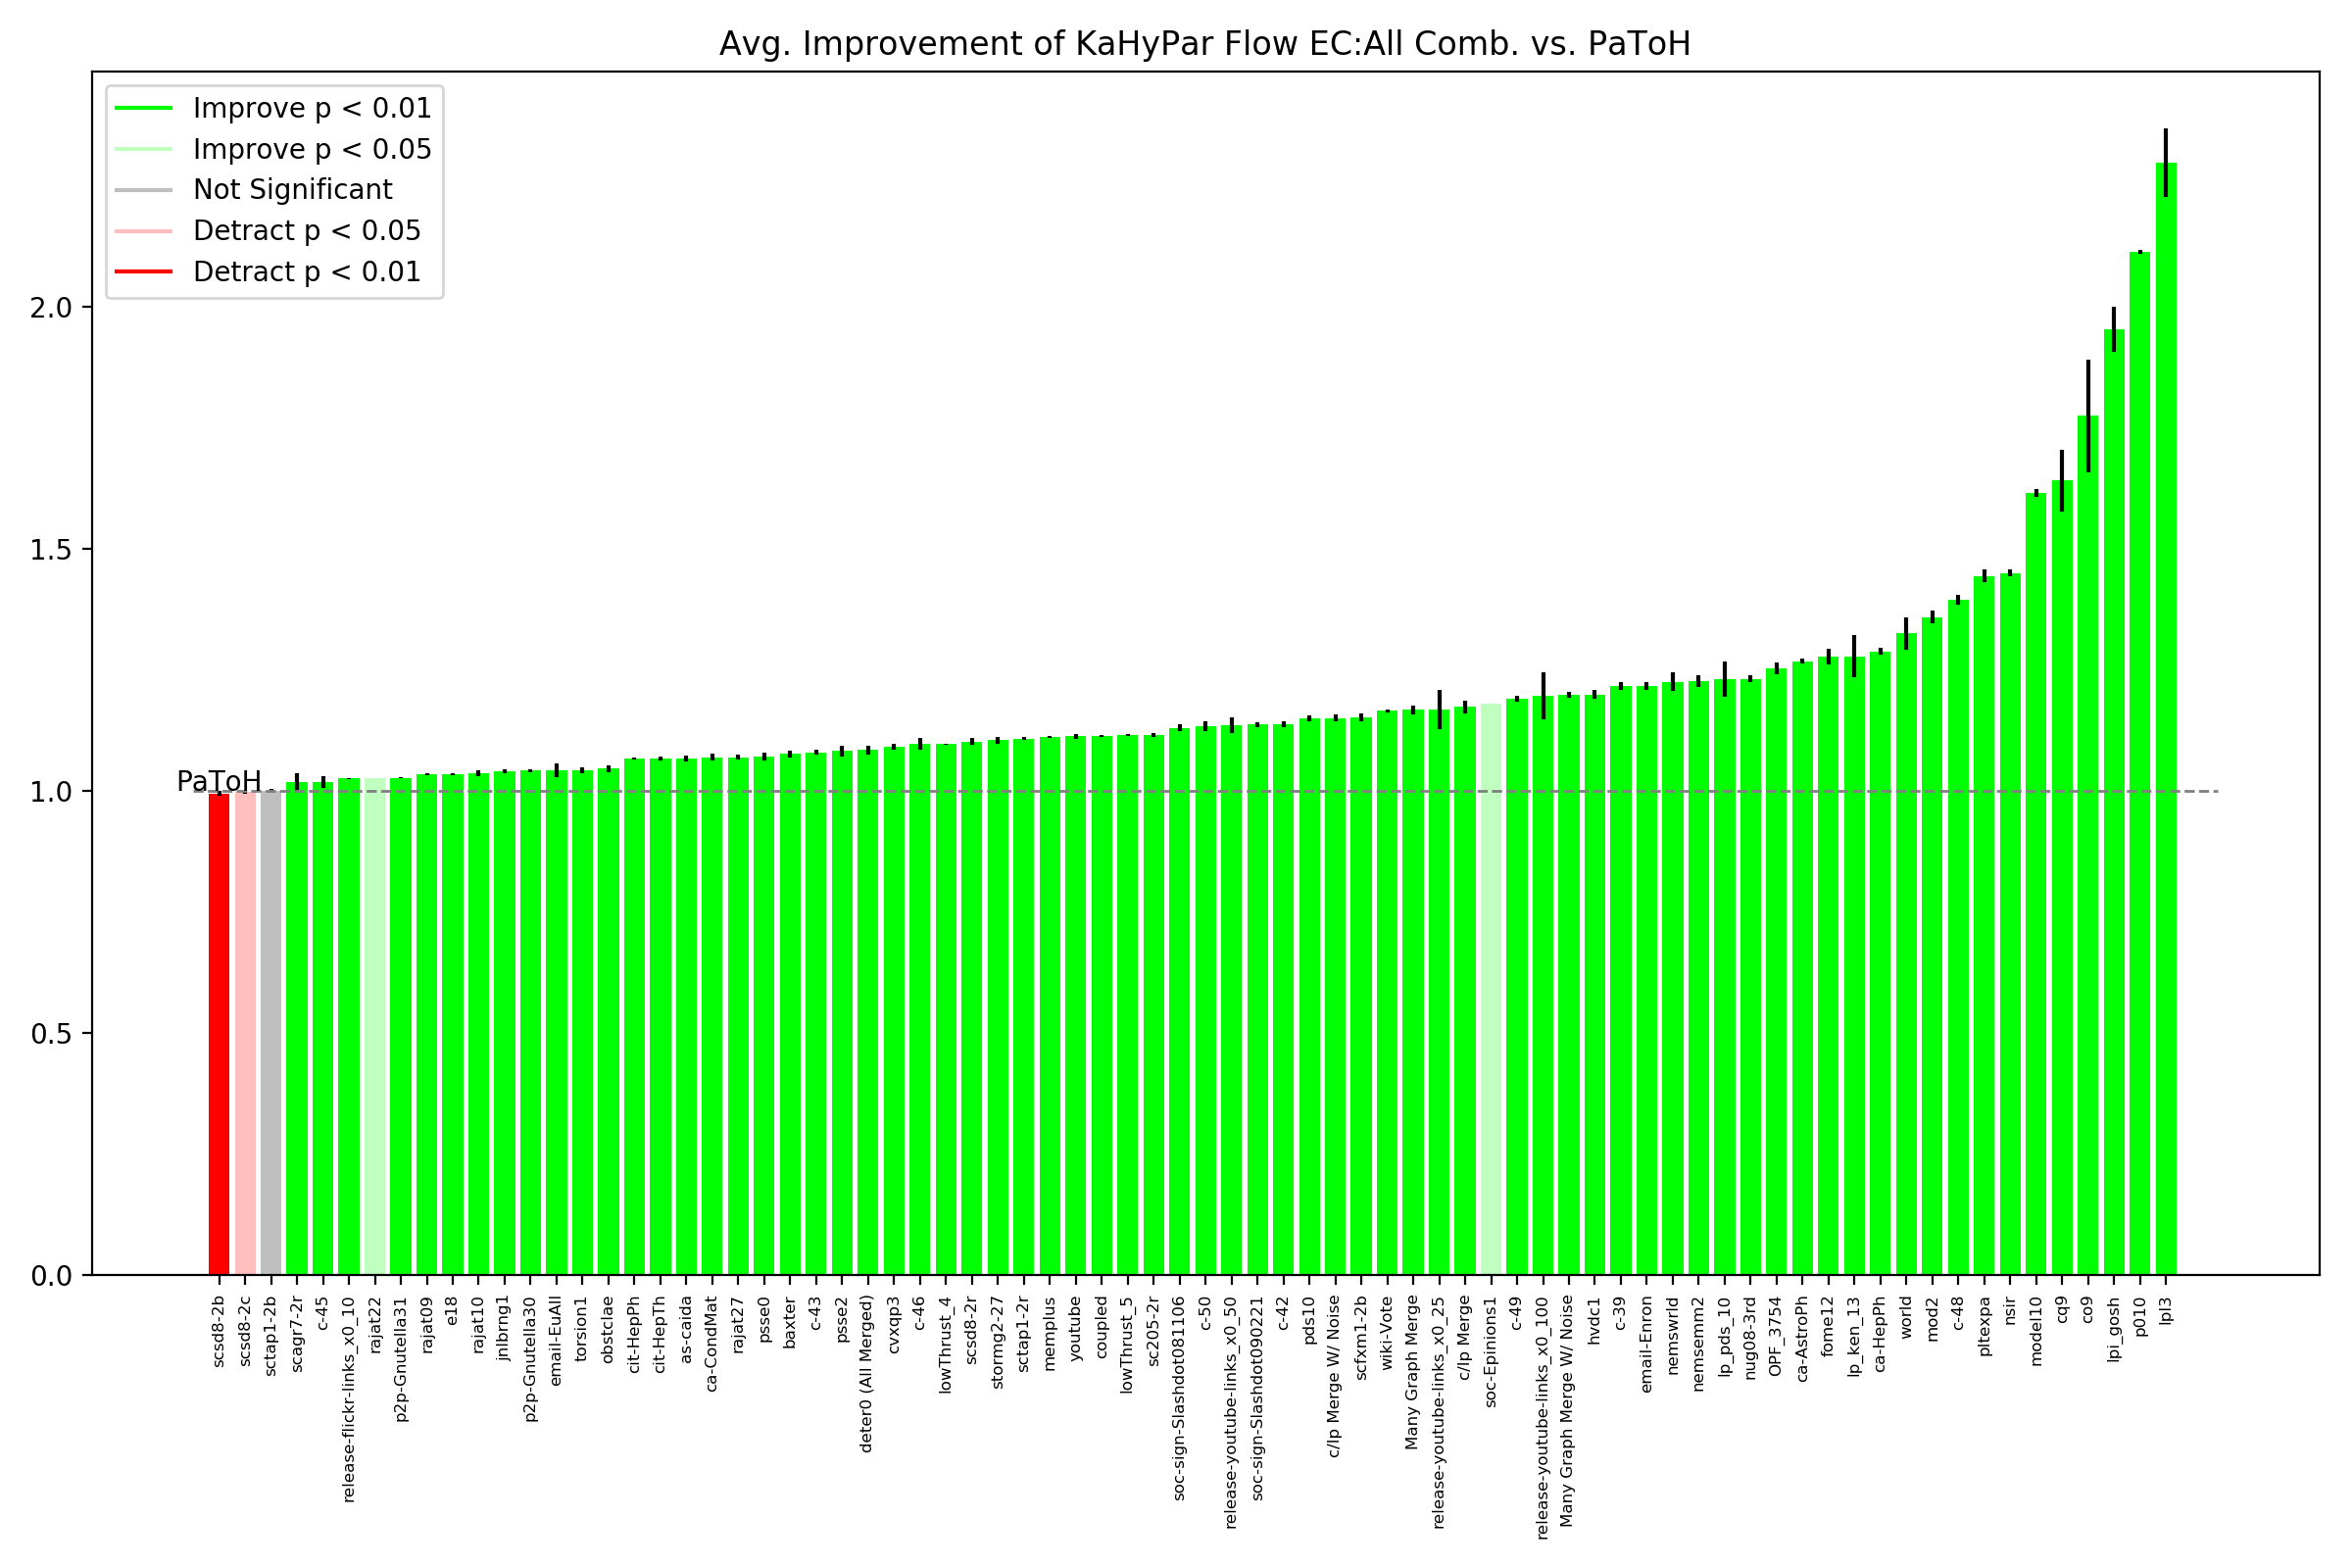 Avg. Improvement of KaHyPar Flow EC:All Comb. vs. PaToH
Improve p < 0.01
Improve p < 0.05
Not Significant
Detract p < 0.05
Detract p < 0.01
2.0
1.5
1.0
0.5
0.0
PaToH
scsd8-2b
scsd8-2c
sctap1-2b
scagr7-2r
c-45
release-flickr-links_x0_10
rajat22
p2p-Gnutella31
rajat09
e18
rajat10
jnlbrng1
p2p-Gnutella30
email-EuAll
torsion1
obstclae
cit-HepPh
cit-HepTh
as-caida
ca-CondMat
rajat27
psse0
baxter
c-43
psse2
deter0 (All Merged)
cvxqp3
c-46
lowThrust_4
scsd8-2r
stormg2-27
sctap1-2r
memplus
youtube
coupled
lowThrust_5
sc205-2r
soc-sign-Slashdot081106
c-50
release-youtube-links_x0_50
soc-sign-Slashdot090221
c-42
pds10
c/lp Merge W/ Noise
scfxm1-2b
wiki-Vote
Many Graph Merge
release-youtube-links_x0_25
c/lp Merge
soc-Epinions1
c-49
release-youtube-links_x0_100
Many Graph Merge W/ Noise
hvdc1
c-39
email-Enron
nemswrld
nemsemm2
lp_pds_10
nug08-3rd
OPF_3754
ca-AstroPh
fome12
lp_ken_13
ca-HepPh
world
mod2
c-48
pltexpa
nsir
model10
cq9
co9
lpi_gosh
p010
lpl3